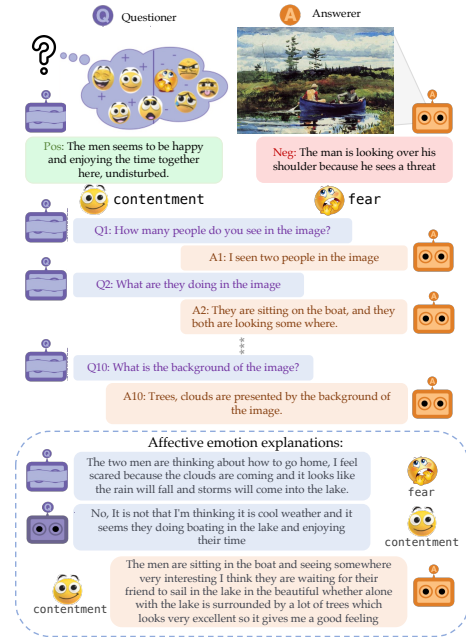 Q Questioner
A Answerer
Pos: The men seems to be happy
and enjoying the time together
here, undisturbed.
Neg: The man is looking over his
shoulder because he sees a threat
contentment
fear
Q1: How many people do you see in the image?
A1: I seen two people in the image
Q2: What are they doing in the image
A2: They are sitting on the boat, and they
both are looking some where.
Q10: What is the background of the image?
A10: Trees, clouds are presented by the background of
the image.
Affective emotion explanations:
The two men are thinking about how to go home, I feel
scared because the clouds are coming and it looks like
the rain will fall and storms will come into the lake.
fear
No, It is not that I'm thinking it is cool weather and it
seems they doing boating in the lake and enjoying
their time
contentment
The men are sitting in the boat and seeing somewhere
very interesting I think they are waiting for their
friend to sail in the lake in the beautiful whether alone
with the lake is surrounded by a lot of trees which
looks very excellent so it gives me a good feeling
contentment